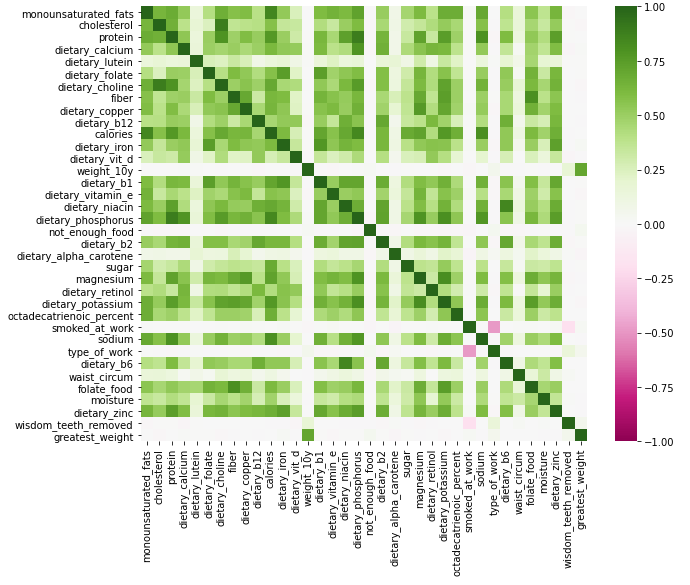 monounsaturated_fats
cholesterol
protein
dietary_calcium
dietary_lutein
dietary_folate
dietary_choline
fiber
dietary_copper
dietary_b12
calories
dietary_iron
dietary_vit_d
weight_10y
dietary_b1
dietary_vitamin_e
dietary_niacin
dietary_phosphorus
not_enough_food
dietary_b2
dietary_alpha_carotene
sugar
magnesium
dietary_retinol
dietary_potassium
octadecatrienoic_percent
smoked_at_work
sodium
type_of_work
dietary_b6
waist_circum
folate_food
moisture
dietary_zinc
wisdom_teeth_removed
greatest_weight
monounsaturated_fats
cholesterol
protein
dietary_calcium
dietary_lutein
dietary_folate
dietary_choline
fiber
dietary_copper
dietary_b12
calories
dietary_iron
dietary_vit_d
weight_10y
dietary_b1
dietary_vitamin_e
dietary_niacin
dietary_phosphorus
not_enough_food
dietary_b2
dietary_alpha_carotene
sugar
magnesium
dietary_retinol
dietary_potassium
octadecatrienoic_percent
smoked_at_work
sodium
type_of_work
dietary_b6
waist_circum
folate_food
moisture
dietary_zinc
wisdom_teeth_removed
greatest_weight
1.00
0.75
0.50
0.25
0.00
−0.25
−0.50
−0.75
−1.00